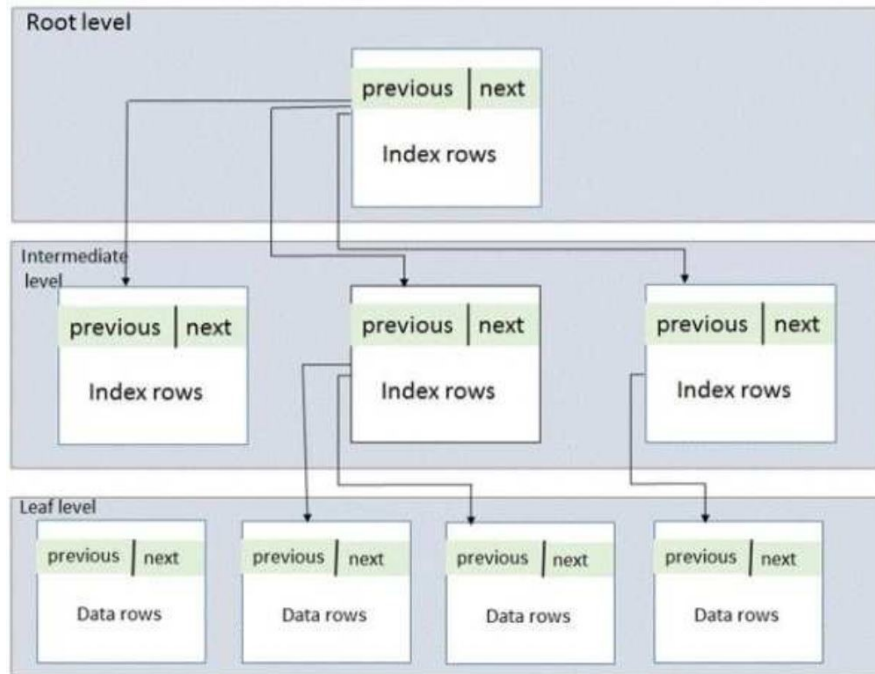 Root level
previous | next
Index rows
Intermediate
level
previous | next
previous | next
previous | next
Index rows
Index rows
Index rows
Leaf level
previous | next
previous | next
previous | next
previous | next
Data rows
Data rows
Data rows
Data rows